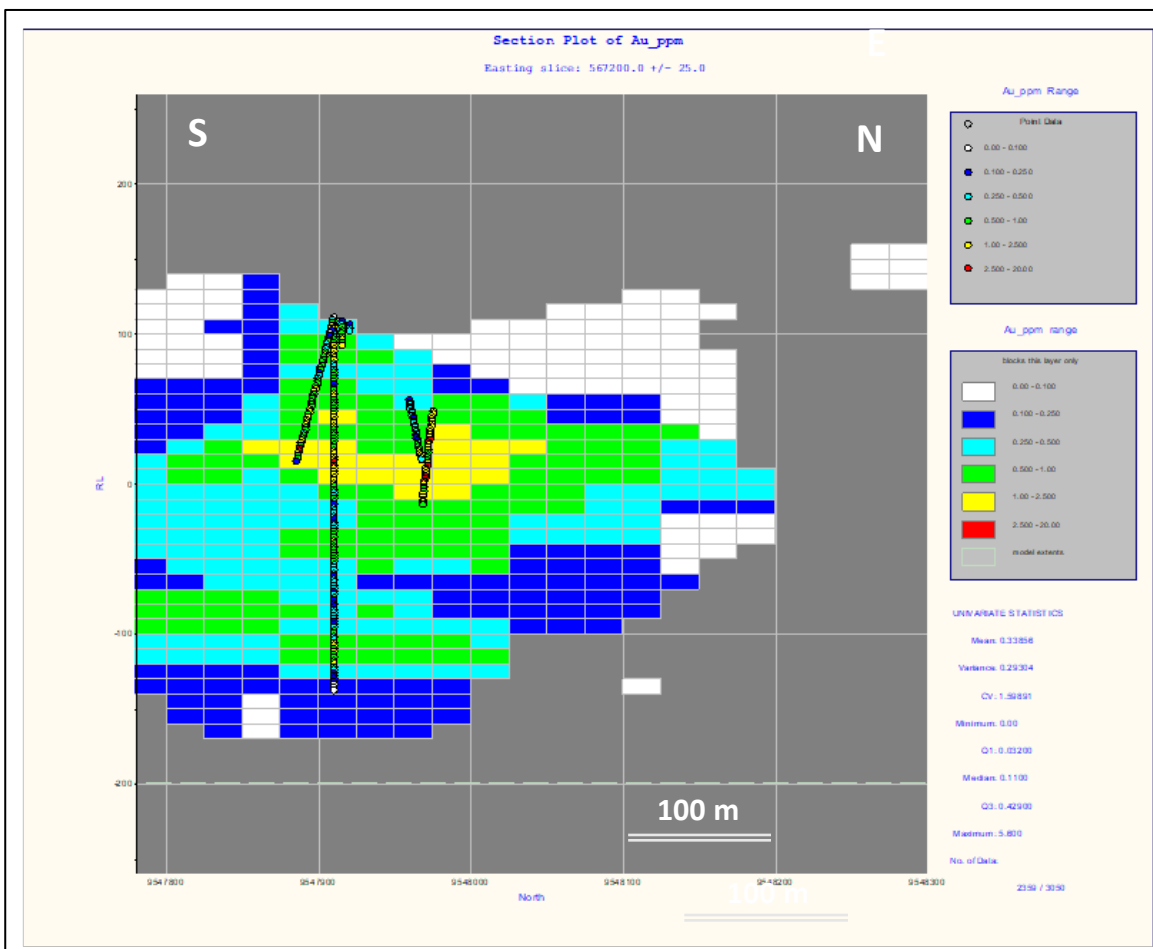 Section Plot of Au_ppm
Easting slice: 567200.0 +/- 25.0
E
S
N
200
100
0
-100
-200
RL
9547800
9547900
9548000
9548100
9548200
9548300
North
100 m
100 m
Au_ppm Range
Point Data
0.00 - 0.100
0.100 - 0.250
0.250 - 0.500
0.500 - 1.00
1.00 - 2.500
2.500 - 20.00
Au_ppm range
blocks this layer only
0.00 - 0.100
0.100 - 0.250
0.250 - 0.500
0.500 - 1.00
1.00 - 2.500
2.500 - 20.00
model extents
UNIVARIATE STATISTICS
Mean: 0.33856
Variance: 0.29304
CV: 1.59891
Minimum: 0.00
Q1: 0.03200
Median: 0.1100
Q3: 0.42900
Maximum: 5.800
No. of Data:
2359 / 3050